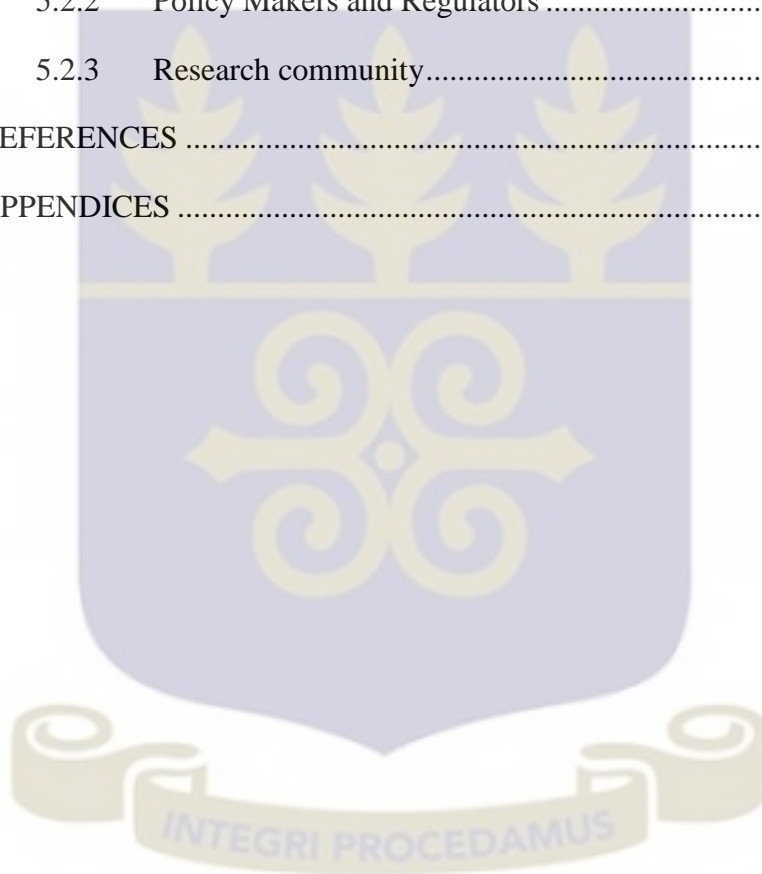 5.2.2 Policy Makers and Regulators ..........................
5.2.3 Research community..........................................
EFERENCES ........................................................................
PPENDICES .........................................................................
INTEGRI PROCEDAMUS